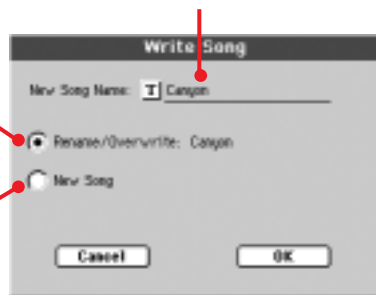 Write Song
New Song Name: T Canyon
Rename/Overwrite: Canyon
New Song
Cancel OK